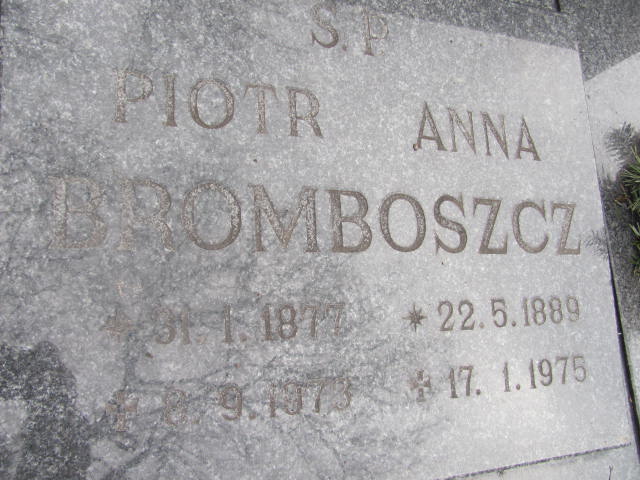 S.P
PIOTR ANNA
BROMBOSZCZ
31.1.1877 * 22.5.1889
✝ 8.9.1973 ✝ 17.1.1975